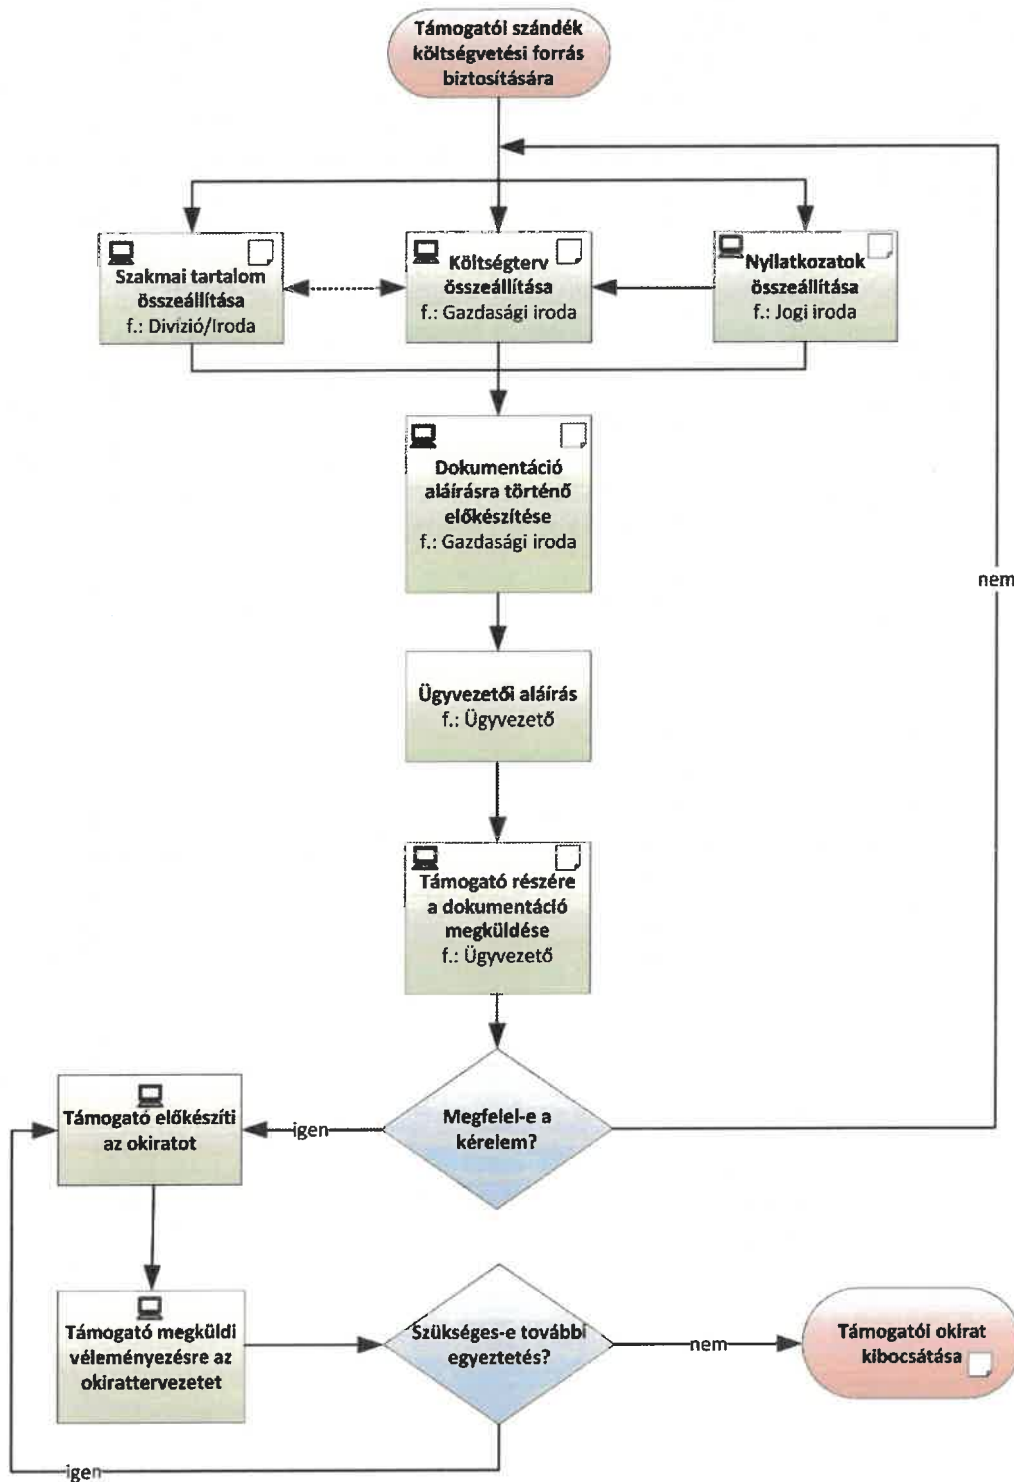 Támogatói szándék
költségvetési forrás
biztosítására
Szakmai tartalom
összeállítása
f.: Divízió/Iroda
Költségterv
összeállítása
f.: Gazdasági iroda
Nyilatkozatok
összeállítása
f.: Jogi iroda
Dokumentáció
aláírásra történő
előkészítése
f.: Gazdasági iroda
nem
Ügyvezetői aláírás
f.: Ügyvezető
Támogató részére
a dokumentáció
megküldése
f.: Ügyvezető
Megfelel-e a
kérelem?
igen
Támogató előkészíti
az okiratot
Támogató megküldi
véleményezésre az
okirattervezetet
Szükséges-e további
egyeztetés?
nem
Támogatói okirat
kibocsátása
igen